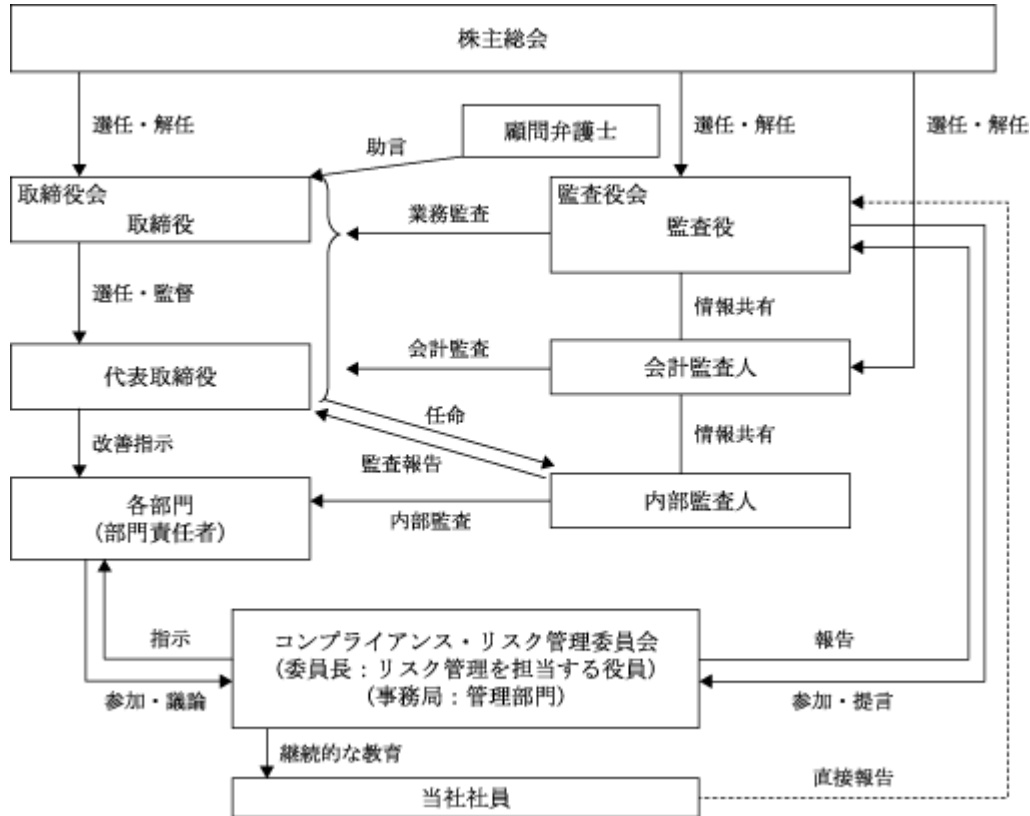 株主総会
選任・解任
選任・解任
選任・解任
顧問弁護士
助言
取締役会
取締役
業務監査
監査役会
監査役
選任・監督
情報共有
代表取締役
会計監査
会計監査人
任命
改善指示
監査報告
情報共有
各部門
（部門責任者）
内部監査
内部監査人
指示
参加・議論
コンプライアンス・リスク管理委員会
（委員長：リスク管理を担当する役員）
（事務局：管理部門）
報告
参加・提言
継続的な教育
直接報告
当社社員